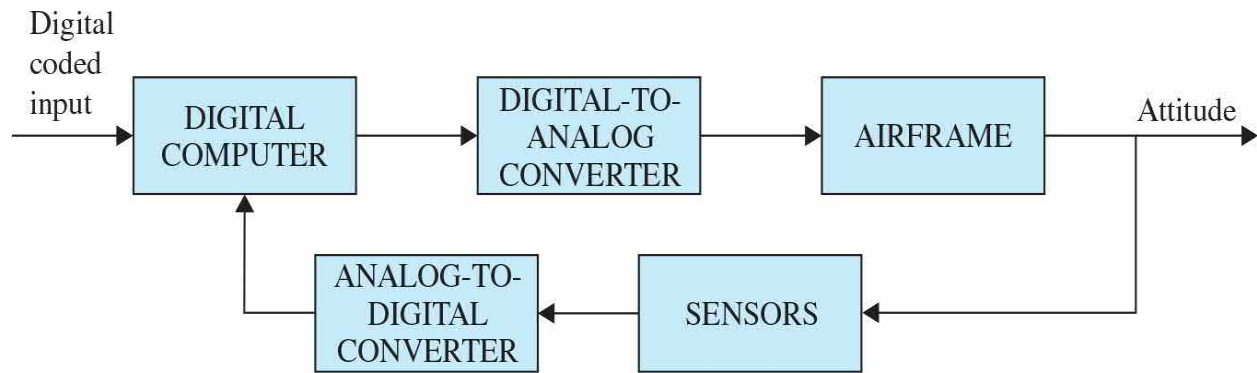 Digital
coded
input
DIGITAL
COMPUTER
DIGITAL-TO-
ANALOG
CONVERTER
AIRFRAME
Attitude
ANALOG-TO-
DIGITAL
CONVERTER
SENSORS